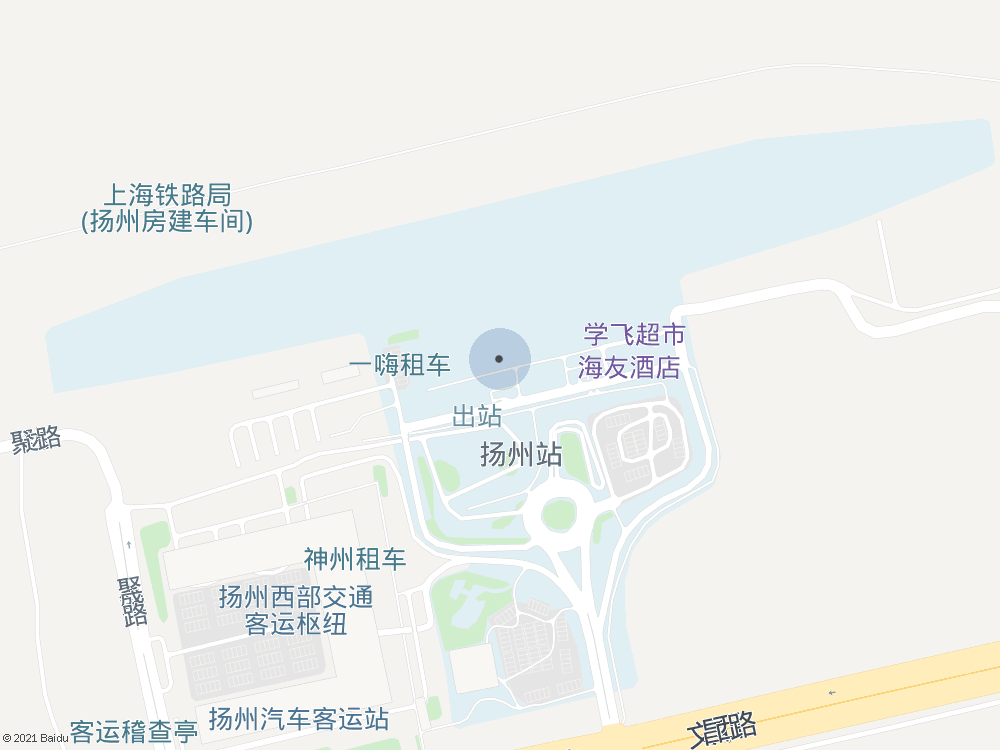 上海铁路局
(扬州房建车间)
学飞超市
一嗨租车
海友酒店
出站
聚路
扬州站
神州租车
聚路
扬州西部交通
客运枢纽
扬州汽车客运站
客运稽查亭
© 2021 Baidu